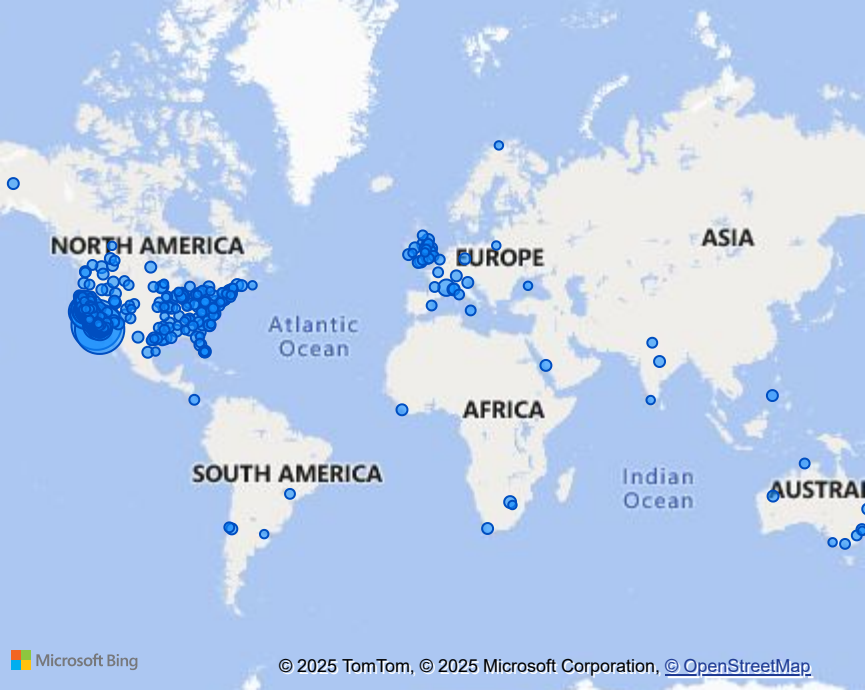 NORTH AMERICA
EUROPE
ASIA
Atlantic
Ocean
AFRICA
SOUTH AMERICA
Indian
Ocean
AUSTRAL
Microsoft Bing
© 2025 TomTom, © 2025 Microsoft Corporation, © OpenStreetMap